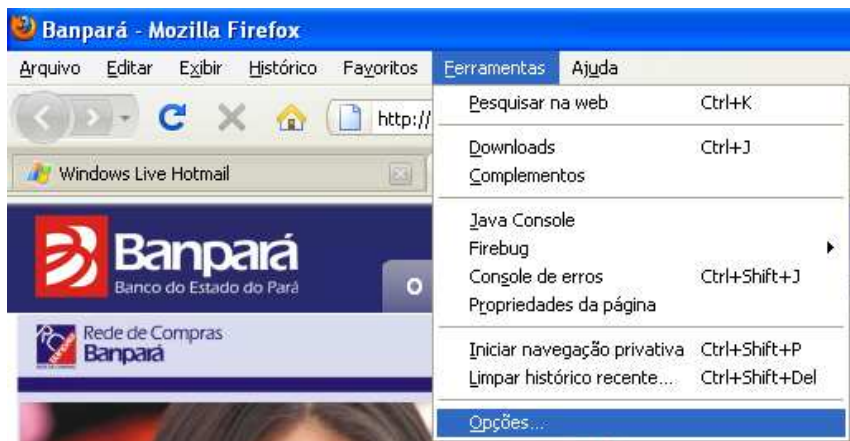 Banpará - Mozilla Firefox
Arquivo Editar Exibir Histórico Favoritos Ferramentas Ajuda
http://
Windows Live Hotmail
Pesquisar na web Ctrl+K
Downloads Ctrl+J
Complementos
Java Console
Firebug
Console de erros Ctrl+Shift+J
Propriedades da página
Iniciar navegação privativa Ctrl+Shift+P
Limpar histórico recente... Ctrl+Shift+Del
Opções...
Banpará
Banco do Estado do Pará
O
Rede de Compras
Banpará